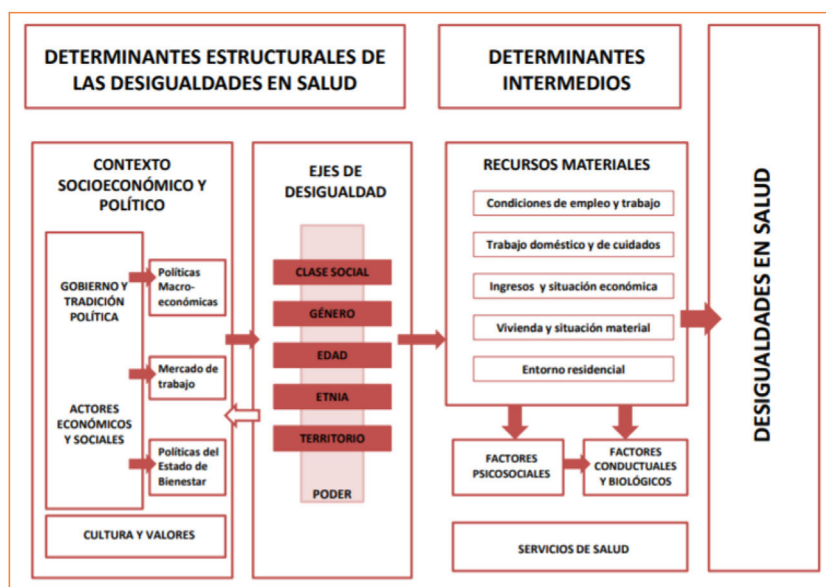 DETERMINANTES ESTRUCTURALES DE
LAS DESIGUALDADES EN SALUD
DETERMINANTES
INTERMEDIOS
CONTEXTO
SOCIOECONÓMICO Y
POLÍTICO
GOBIERNO Y
TRADICIÓN
POLÍTICA
ACTORES
ECONÓMICOS
Y SOCIALES
Políticas
Macro-
económicas
Mercado de
trabajo
Políticas del
Estado de
Bienestar
CULTURA Y VALORES
EJES DE
DESIGUALDAD
CLASE SOCIAL
GÉNERO
EDAD
ETNIA
TERRITORIO
PODER
RECURSOS MATERIALES
Condiciones de empleo y trabajo
Trabajo doméstico y de cuidados
Ingresos y situación económica
Vivienda y situación material
Entorno residencial
FACTORES
PSICOSOCIALES
FACTORES
CONDUCTUALES
Y BIOLÓGICOS
SERVICIOS DE SALUD
DESIGUALDADES EN SALUD